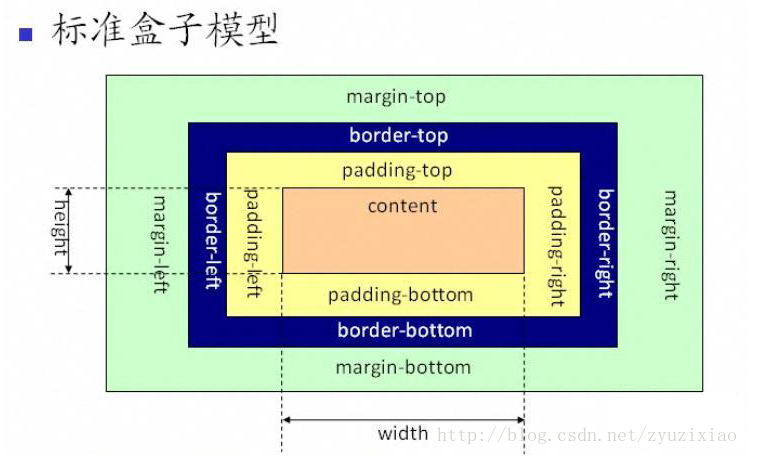 标准盒子模型
margin-top
border-top
padding-top
content
height
margin-left
border-left
padding-left
padding-right
border-right
margin-right
padding-bottom
border-bottom
margin-bottom
width
http://blog.csdn.net/zyuzixiao